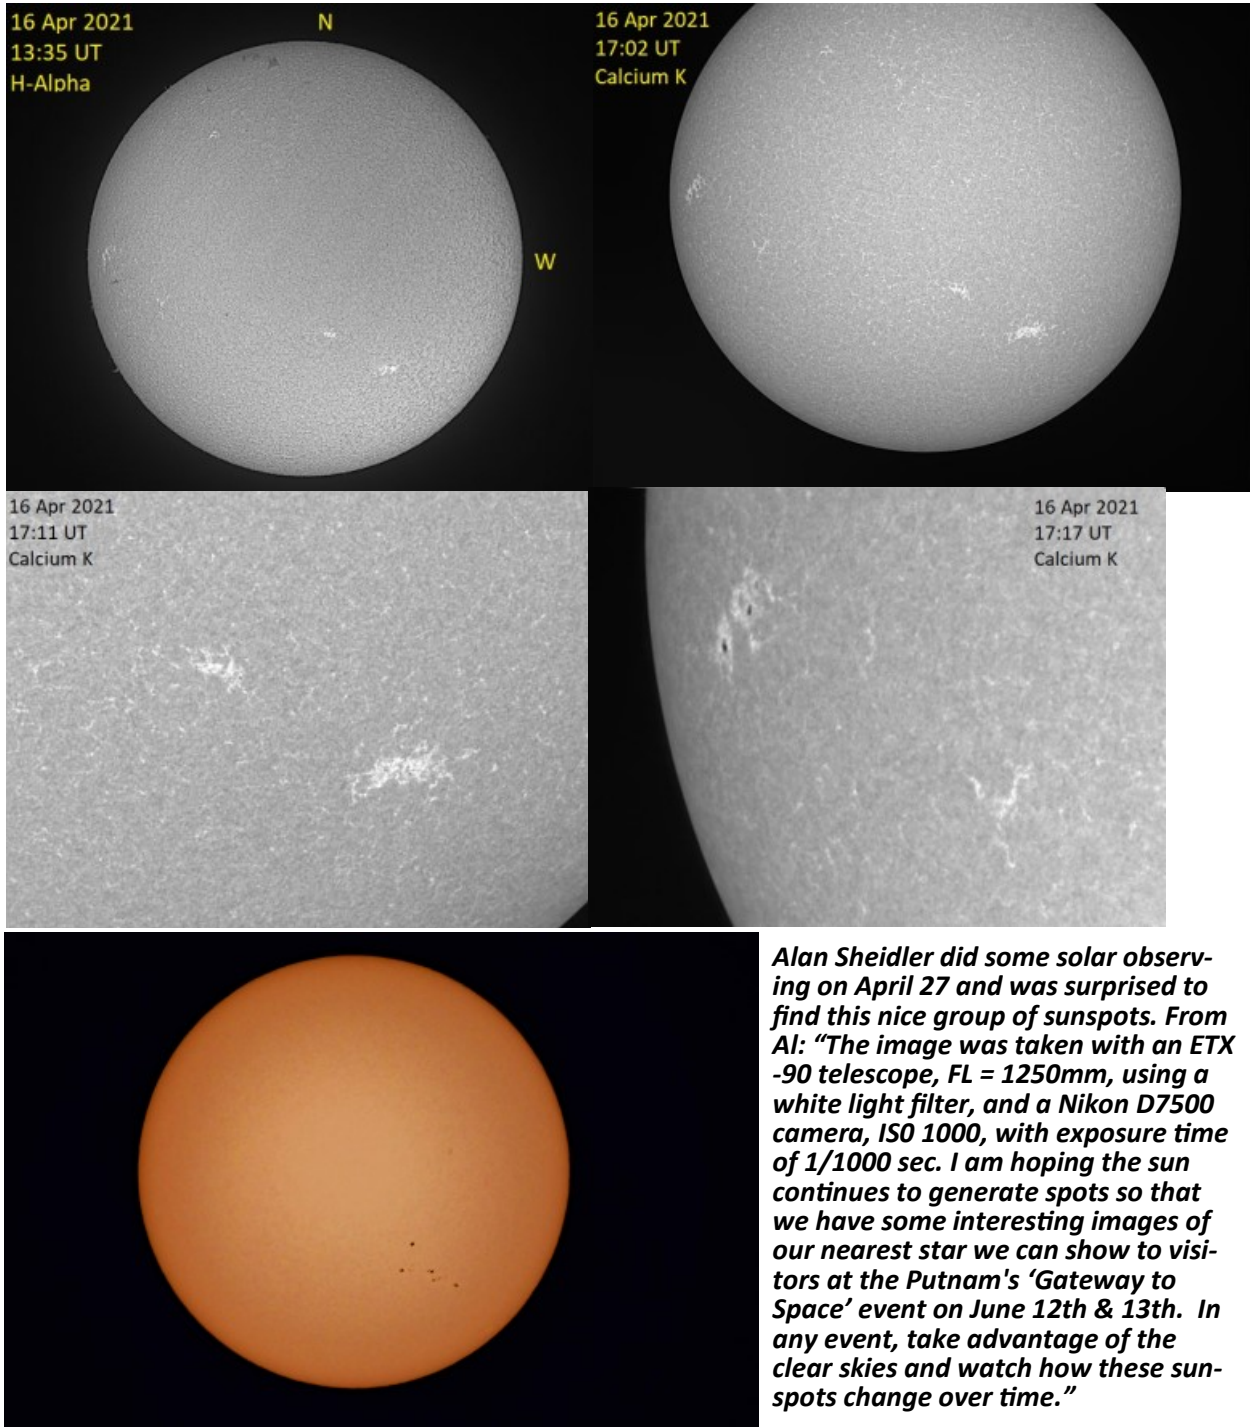 16 Apr 2021
13:35 UT
H-Alpha
N
W
16 Apr 2021
17:02 UT
Calcium K
16 Apr 2021
17:11 UT
Calcium K
16 Apr 2021
17:17 UT
Calcium K
Alan Sheidler did some solar observ-
ing on April 27 and was surprised to
find this nice group of sunspots. From
Al: “The image was taken with an ETX
-90 telescope, FL = 1250mm, using a
white light filter, and a Nikon D7500
camera, IS0 1000, with exposure time
of 1/1000 sec. I am hoping the sun
continues to generate spots so that
we have some interesting images of
our nearest star we can show to visi-
tors at the Putnam's ‘Gateway to
Space’ event on June 12th & 13th.  In
any event, take advantage of the
clear skies and watch how these sun-
spots change over time.”